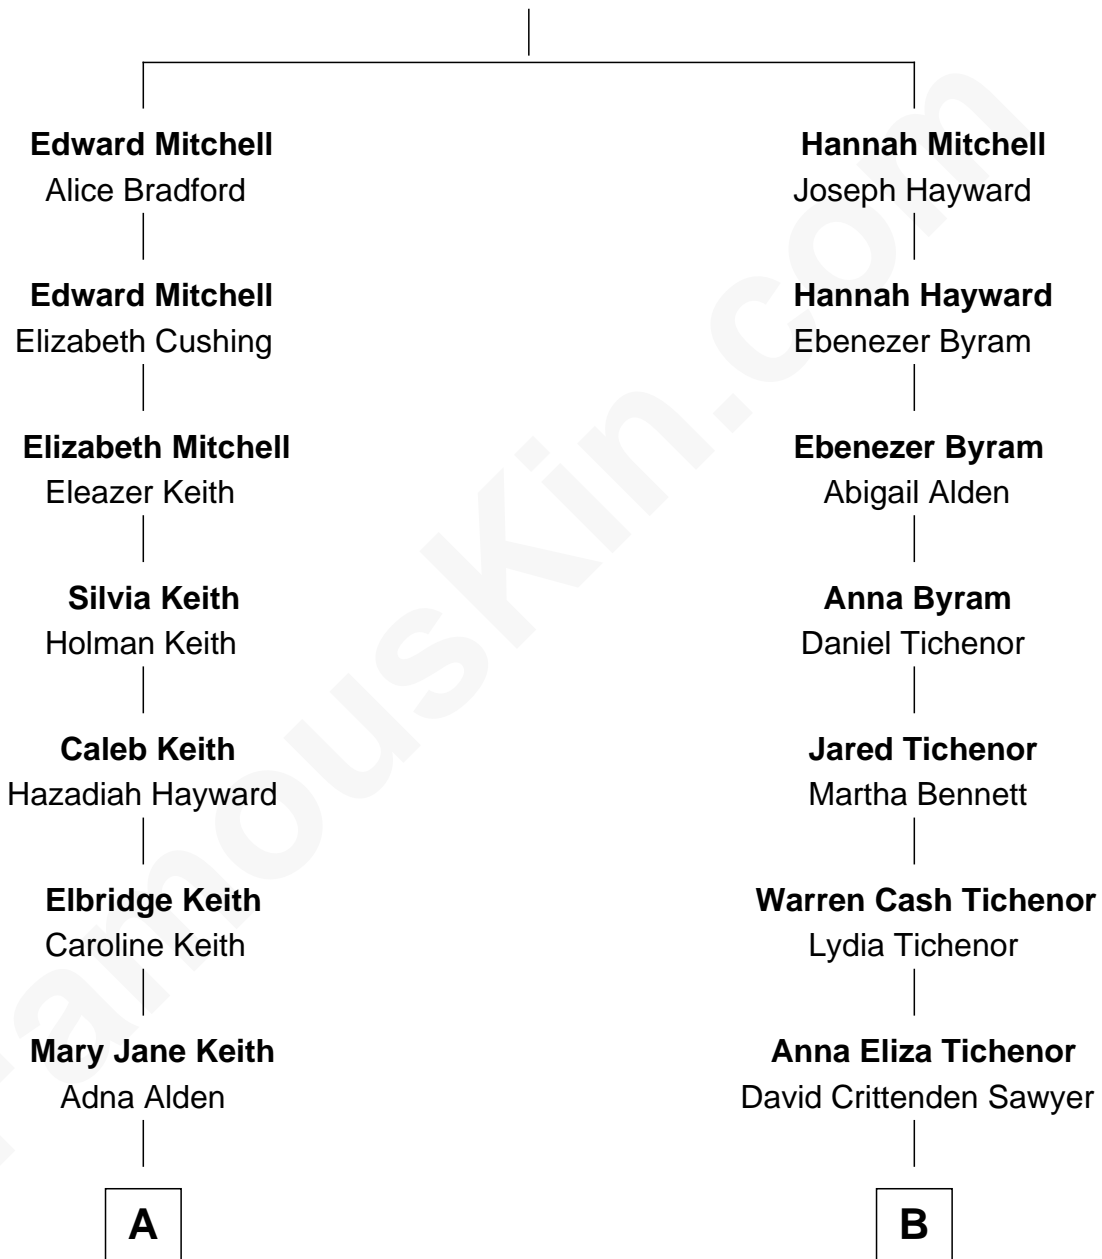 Edward Mitchell
Alice Bradford
Hannah Mitchell
Joseph Hayward
Edward Mitchell
Elizabeth Cushing
Hannah Hayward
Ebenezer Byram
Elizabeth Mitchell
Eleazer Keith
Ebenezer Byram
Abigail Alden
Silvia Keith
Holman Keith
Anna Byram
Daniel Tichenor
Caleb Keith
Hazadiah Hayward
Jared Tichenor
Martha Bennett
Elbridge Keith
Caroline Keith
Warren Cash Tichenor
Lydia Tichenor
Mary Jane Keith
Adna Alden
Anna Eliza Tichenor
David Crittenden Sawyer
A
B
FamousKin.com